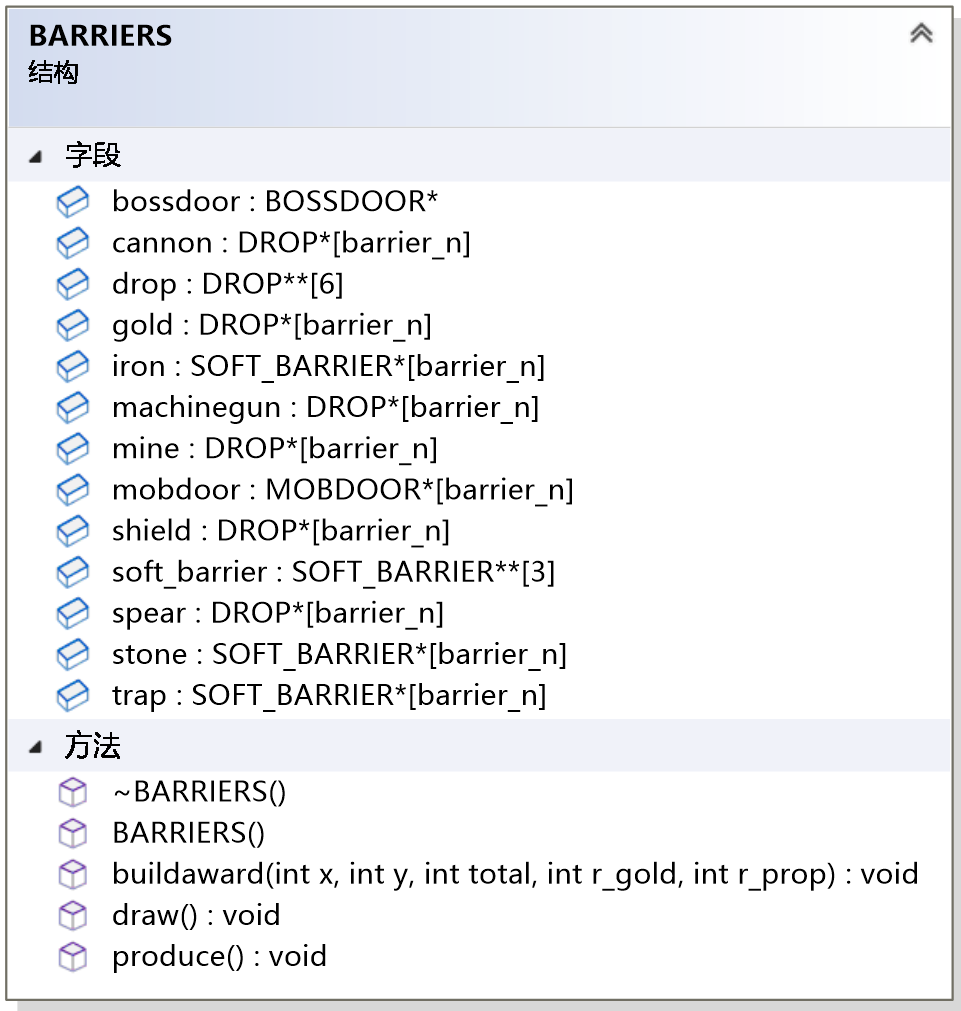 BARRIERS
结构
字段
bossdoor : BOSSDOOR*
cannon : DROP*[barrier_n]
drop : DROP**[6]
gold : DROP*[barrier_n]
iron : SOFT_BARRIER*[barrier_n]
machinegun : DROP*[barrier_n]
mine : DROP*[barrier_n]
mobdoor : MOBDOOR*[barrier_n]
shield : DROP*[barrier_n]
soft_barrier : SOFT_BARRIER**[3]
spear : DROP*[barrier_n]
stone : SOFT_BARRIER*[barrier_n]
trap : SOFT_BARRIER*[barrier_n]
方法
~BARRIERS()
BARRIERS()
buildaward(int x, int y, int total, int r_gold, int r_prop) : void
draw() : void
produce() : void